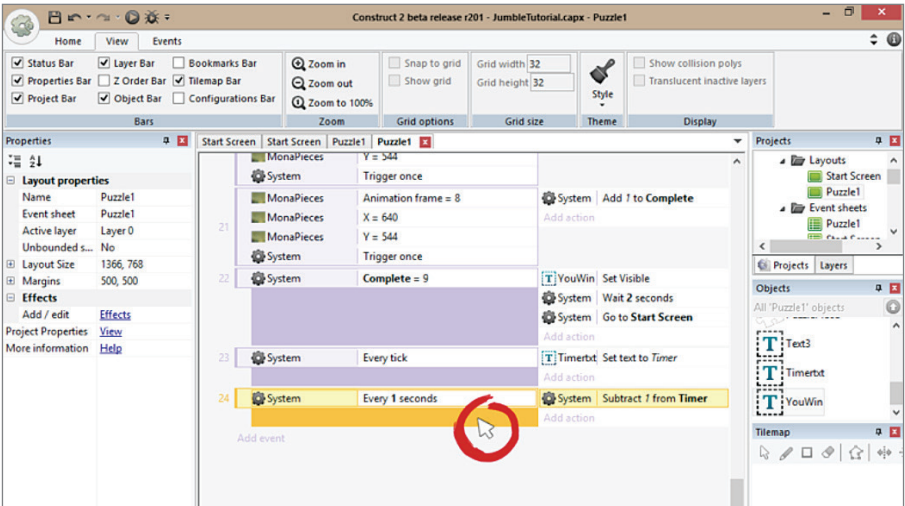 Construct 2 beta release r201 - JumbleTutorial.capx - Puzzle1
Home View Events
Status Bar Layer Bar Bookmarks Bar
Properties Bar Z Order Bar Tilemap Bar
Project Bar Object Bar Configurations Bar
Bars
Zoom in
Zoom out
Zoom to 100%
Zoom
Snap to grid
Show grid
Grid options
Grid width 32
Grid height 32
Grid size
Style
Theme
Show collision polys
Translucent inactive layers
Display
Properties
Layout properties
Name Puzzle1
Event sheet Puzzle1
Active layer Layer 0
Unbounded s... No
Layout Size 1366, 768
Margins 500, 500
Effects
Add / edit Effects
Project Properties View
More information Help
Start Screen Start Screen Puzzle1 Puzzle1
MonaPieces Y = 544
System Trigger once
21
MonaPieces Animation frame = 8 System Add 1 to Complete
MonaPieces X = 640 Add action
MonaPieces Y = 544
System Trigger once
22 System Complete = 9 T YouWin Set Visible
System Wait 2 seconds
System Go to Start Screen
Add action
23 System Every tick T Timertxt Set text to Timer
Add action
24 System Every 1 seconds System Subtract 1 from Timer
Add action
Add event
Projects
Layouts
Start Screen
Puzzle1
Event sheets
Puzzle1
Start Screen
Projects Layers
Objects
All 'Puzzle1' objects
T Text3
T Timertxt
T YouWin
Tilemap